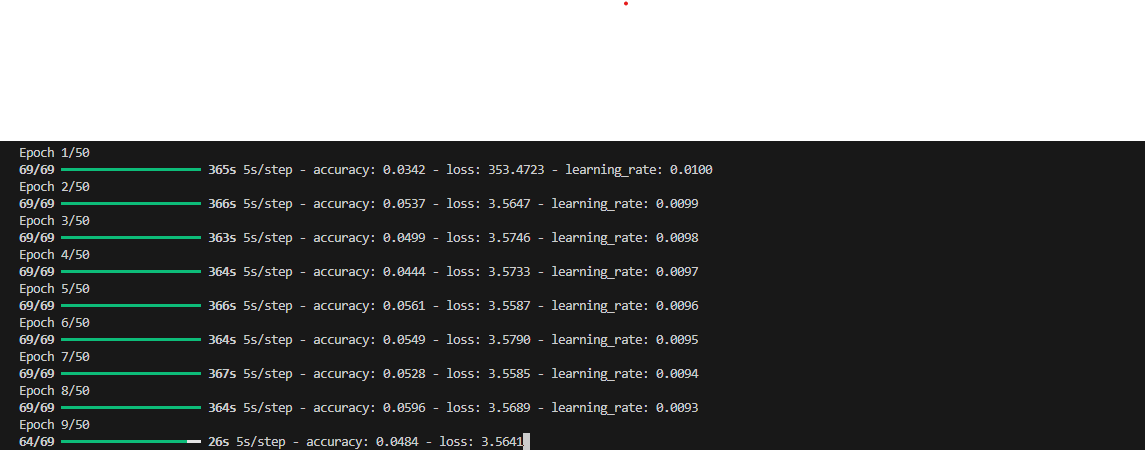 Epoch 1/50
69/69 365s 5s/step - accuracy: 0.0342 - loss: 353.4723 - learning_rate: 0.0100
Epoch 2/50
69/69 366s 5s/step - accuracy: 0.0537 - loss: 3.5647 - learning_rate: 0.0099
Epoch 3/50
69/69 363s 5s/step - accuracy: 0.0499 - loss: 3.5746 - learning_rate: 0.0098
Epoch 4/50
69/69 364s 5s/step - accuracy: 0.0444 - loss: 3.5733 - learning_rate: 0.0097
Epoch 5/50
69/69 366s 5s/step - accuracy: 0.0561 - loss: 3.5587 - learning_rate: 0.0096
Epoch 6/50
69/69 364s 5s/step - accuracy: 0.0549 - loss: 3.5790 - learning_rate: 0.0095
Epoch 7/50
69/69 367s 5s/step - accuracy: 0.0528 - loss: 3.5585 - learning_rate: 0.0094
Epoch 8/50
69/69 364s 5s/step - accuracy: 0.0596 - loss: 3.5689 - learning_rate: 0.0093
Epoch 9/50
64/69 26s 5s/step - accuracy: 0.0484 - loss: 3.5641